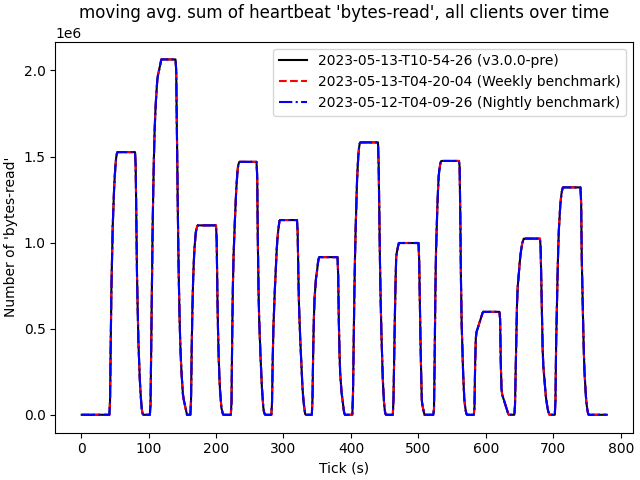 moving avg. sum of heartbeat 'bytes-read', all clients over time
1e6
2023-05-13-T10-54-26 (v3.0.0-pre)
2023-05-13-T04-20-04 (Weekly benchmark)
2023-05-12-T04-09-26 (Nightly benchmark)
Number of 'bytes-read'
2.0
1.5
1.0
0.5
0.0
0 100 200 300 400 500 600 700 800
Tick (s)